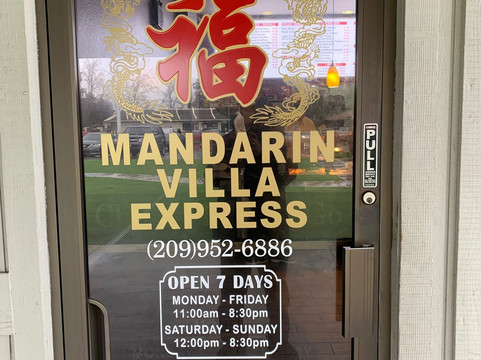 福
MANDARIN
VILLA
EXPRESS
(209)952-6886
OPEN 7 DAYS
MONDAY - FRIDAY
11:00am - 8:30pm
SATURDAY - SUNDAY
12:00pm - 8:30pm
PULL